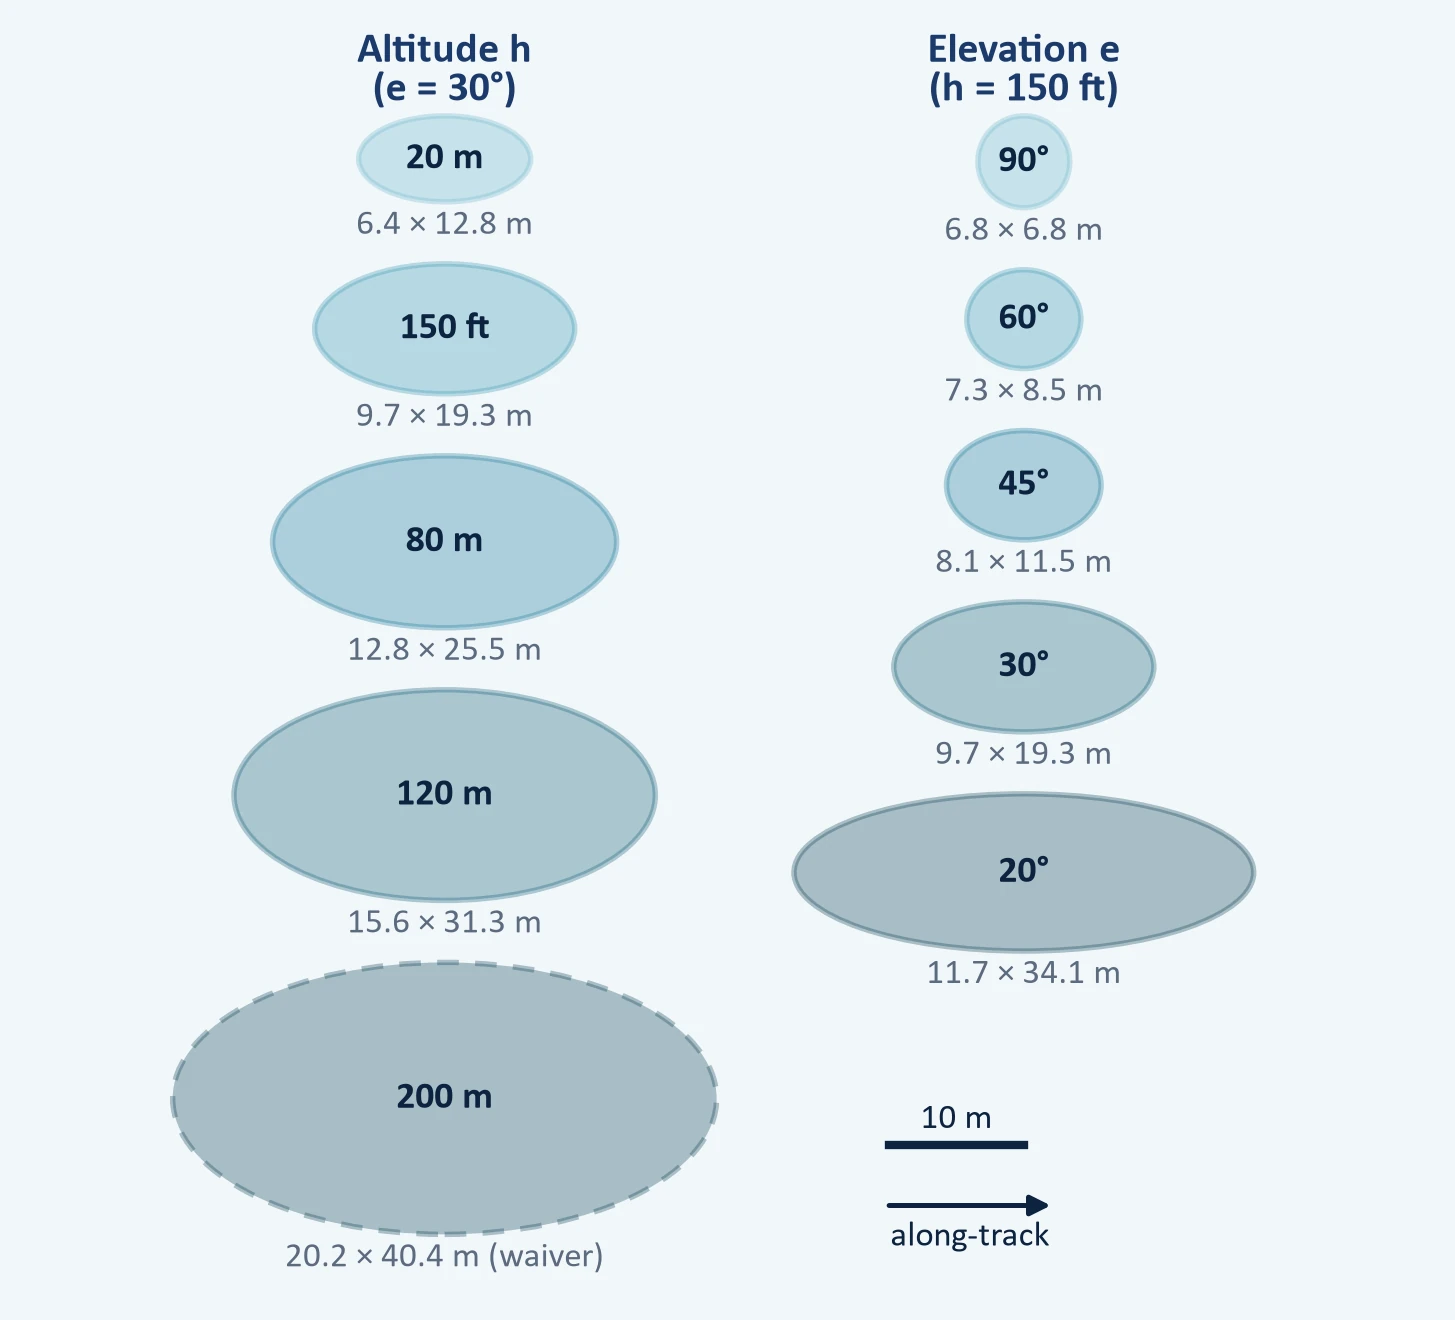 Altitude h
(e = 30°)
20 m
6.4 × 12.8 m
150 ft
9.7 × 19.3 m
80 m
12.8 × 25.5 m
120 m
15.6 × 31.3 m
200 m
20.2 × 40.4 m (waiver)
Elevation e
(h = 150 ft)
90°
6.8 × 6.8 m
60°
7.3 × 8.5 m
45°
8.1 × 11.5 m
30°
9.7 × 19.3 m
20°
11.7 × 34.1 m
10 m
along-track